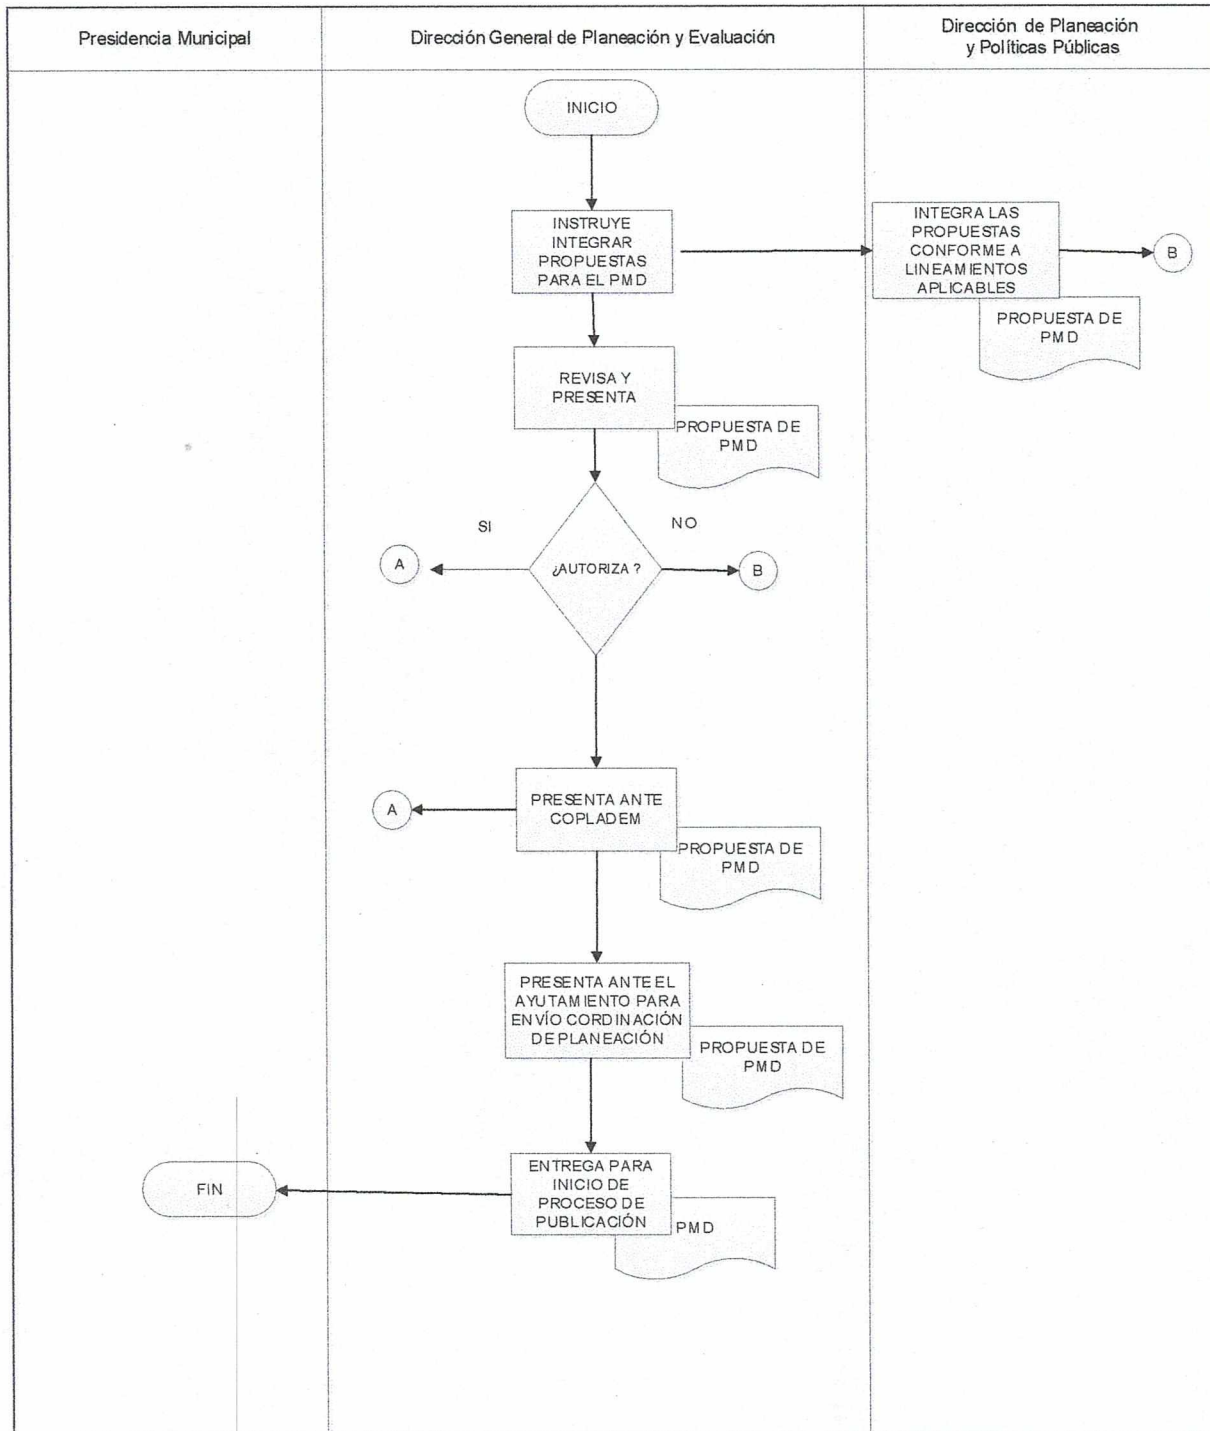 Presidencia Municipal
Dirección General de Planeación y Evaluación
Dirección de Planeación
y Políticas Públicas
INICIO
INSTRUYE
INTEGRAR
PROPUESTAS
PARA EL PMD
INTEGRA LAS
PROPUESTAS
CONFORME A
LINEAMIENTOS
APLICABLES
B
PROPUESTA DE
PMD
REVISA Y
PRESENTA
PROPUESTA DE
PMD
SI
NO
A
¿AUTORIZA?
B
A
PRESENTA ANTE
COPLADEM
PROPUESTA DE
PMD
PRESENTA ANTE EL
AYUTAMIENTO PARA
ENVÍO CORDINACIÓN
DE PLANEACIÓN
PROPUESTA DE
PMD
FIN
ENTREGA PARA
INICIO DE
PROCESO DE
PUBLICACIÓN
PMD